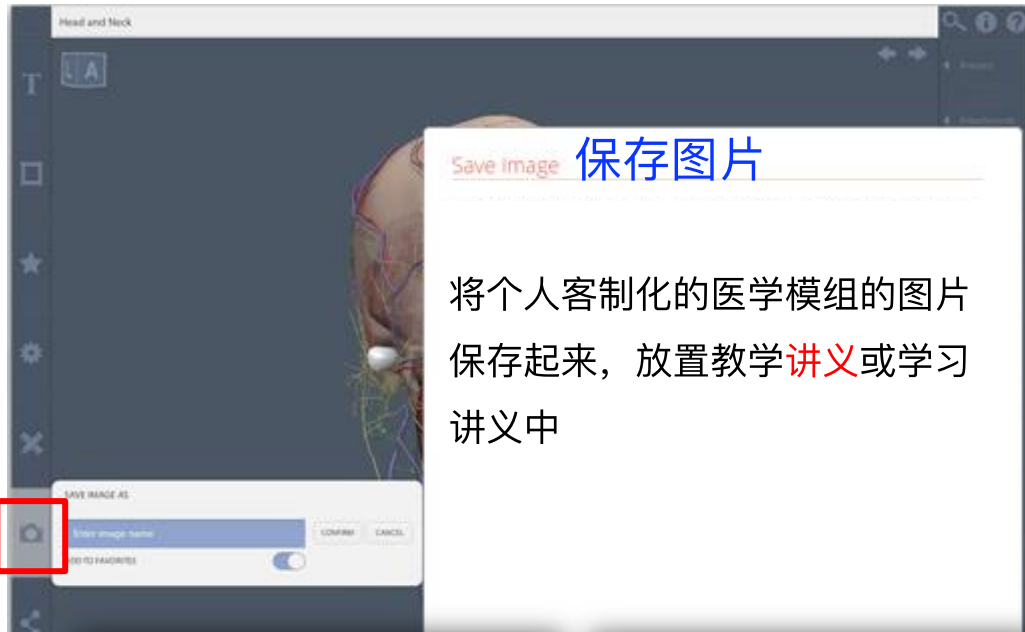 Head and Neck
L A
T
Save Image 保存图片
将个人客制化的医学模组的图片
保存起来，放置教学讲义或学习
讲义中
SAVE IMAGE AS
Enter image name
CONFIRM CANCEL
ADD TO FAVORITES